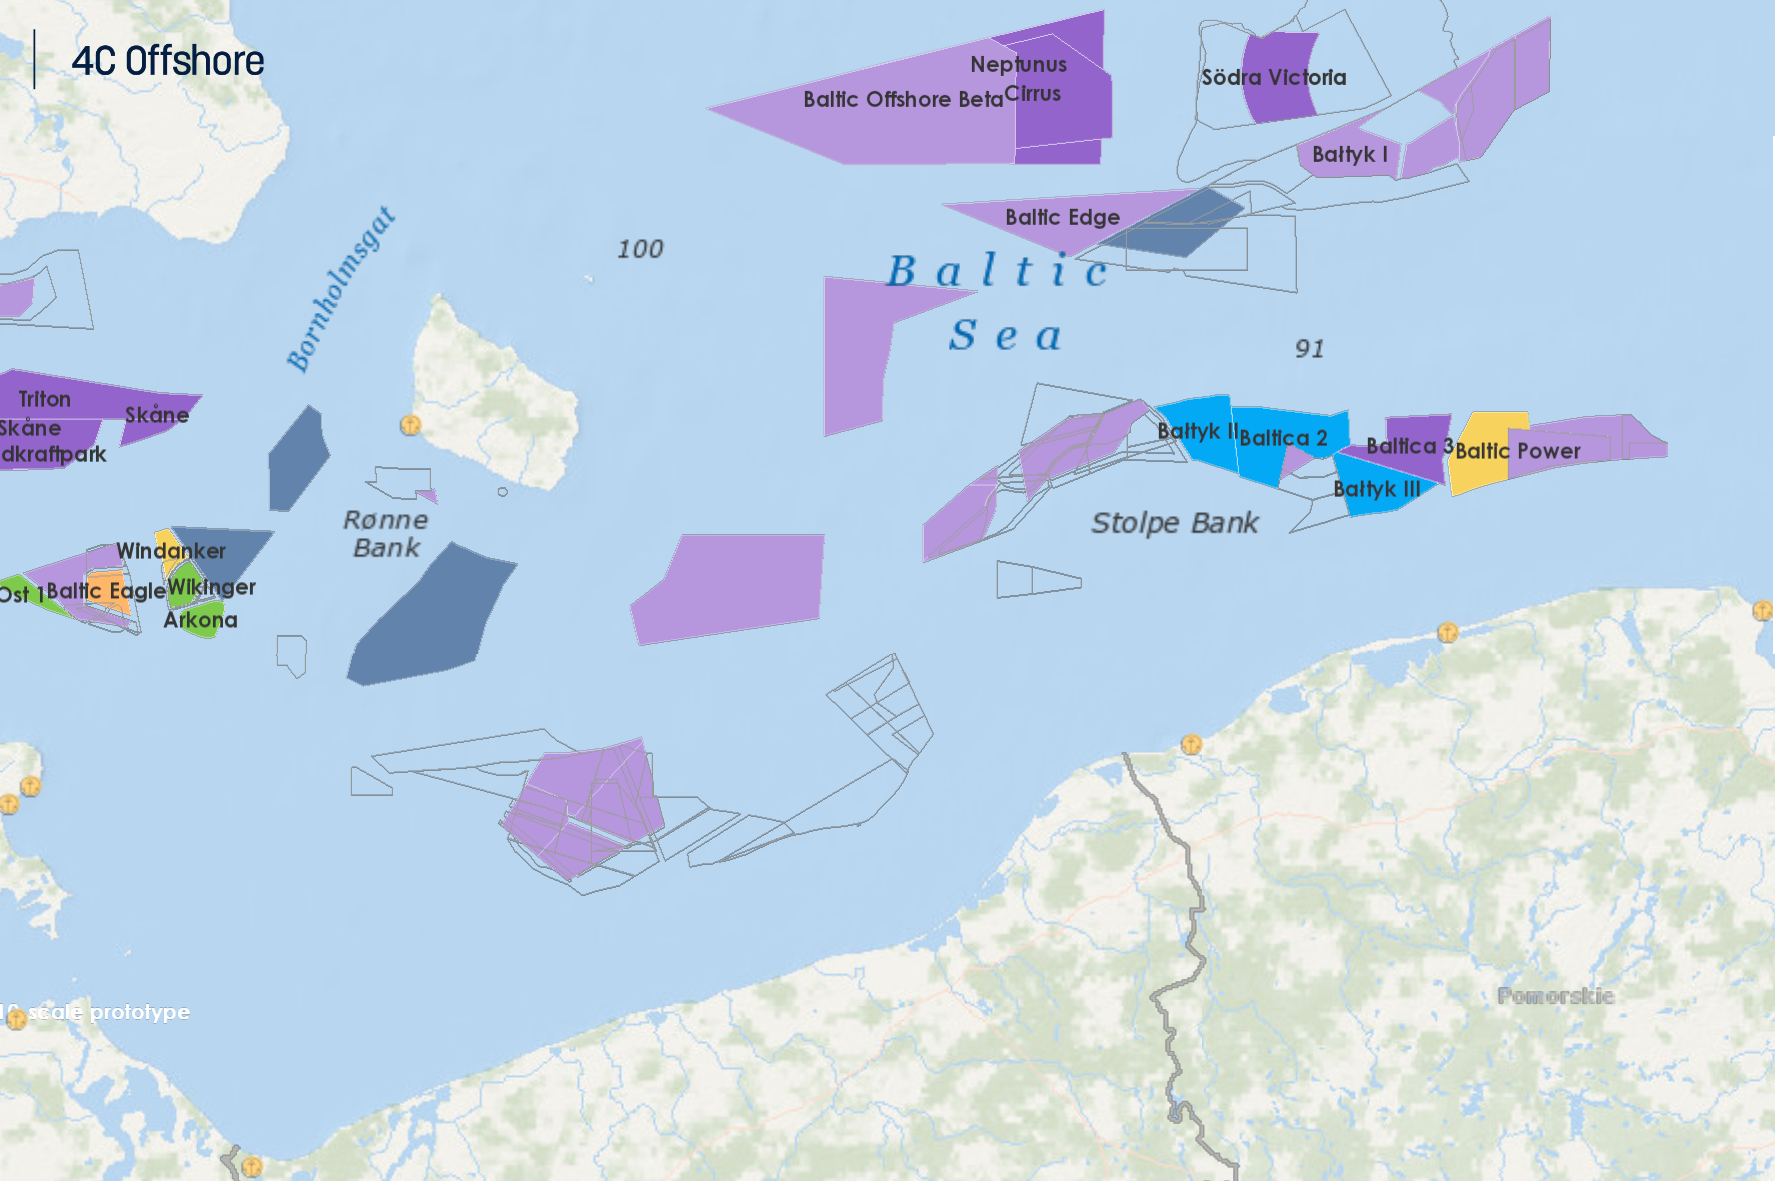 4C Offshore
Neptunus
Baltic Offshore Beta
Cirrus
Södra Victoria
Bałtyk I
Baltic Edge
Bornholmsgat
100
Baltic
Sea
91
Triton
Skåne
Skåne
dkraftpark
Bałtyk II
Baltica 2
Baltica 3
Baltic Power
Bałtyk III
Rønne
Bank
Stolpe Bank
Windanker
Ost 1
Baltic Eagle
Wikinger
Arkona
scale prototype
Pomorskie